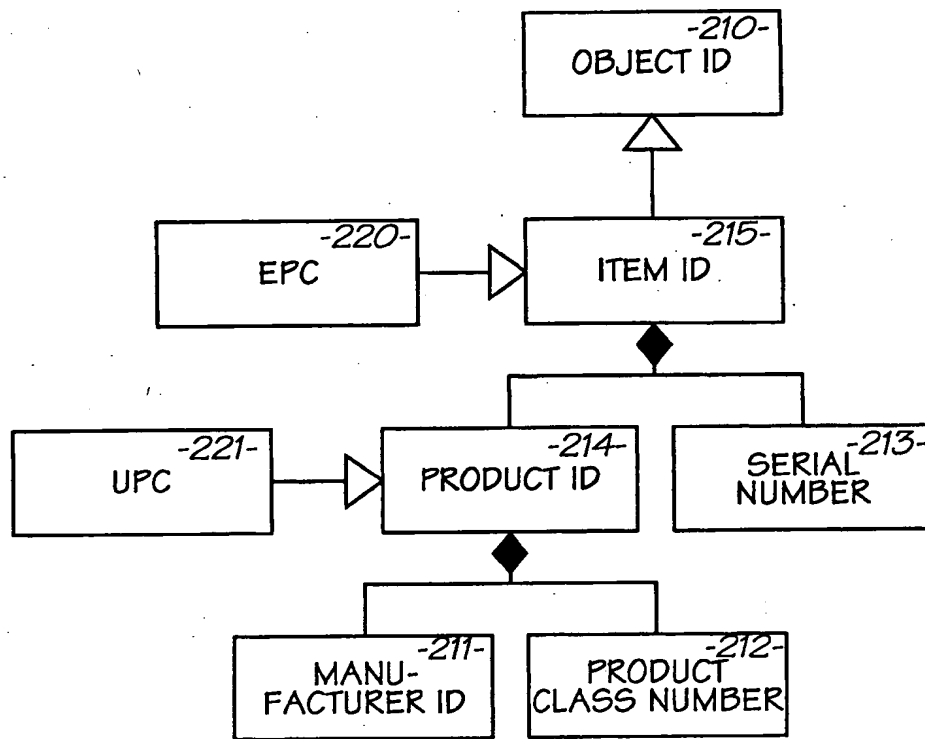 -210-
OBJECT ID
-220-
EPC
-215-
ITEM ID
-221-
UPC
-214-
PRODUCT ID
-213-
SERIAL
NUMBER
-211-
MANU-
FACTURER ID
-212-
PRODUCT
CLASS NUMBER